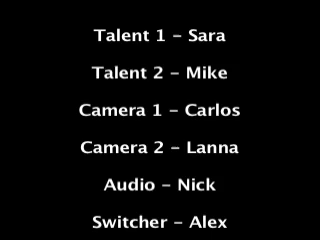 Talent 1 - Sara
Talent 2 - Mike
Camera 1 - Carlos
Camera 2 - Lanna
Audio - Nick
Switcher - Alex